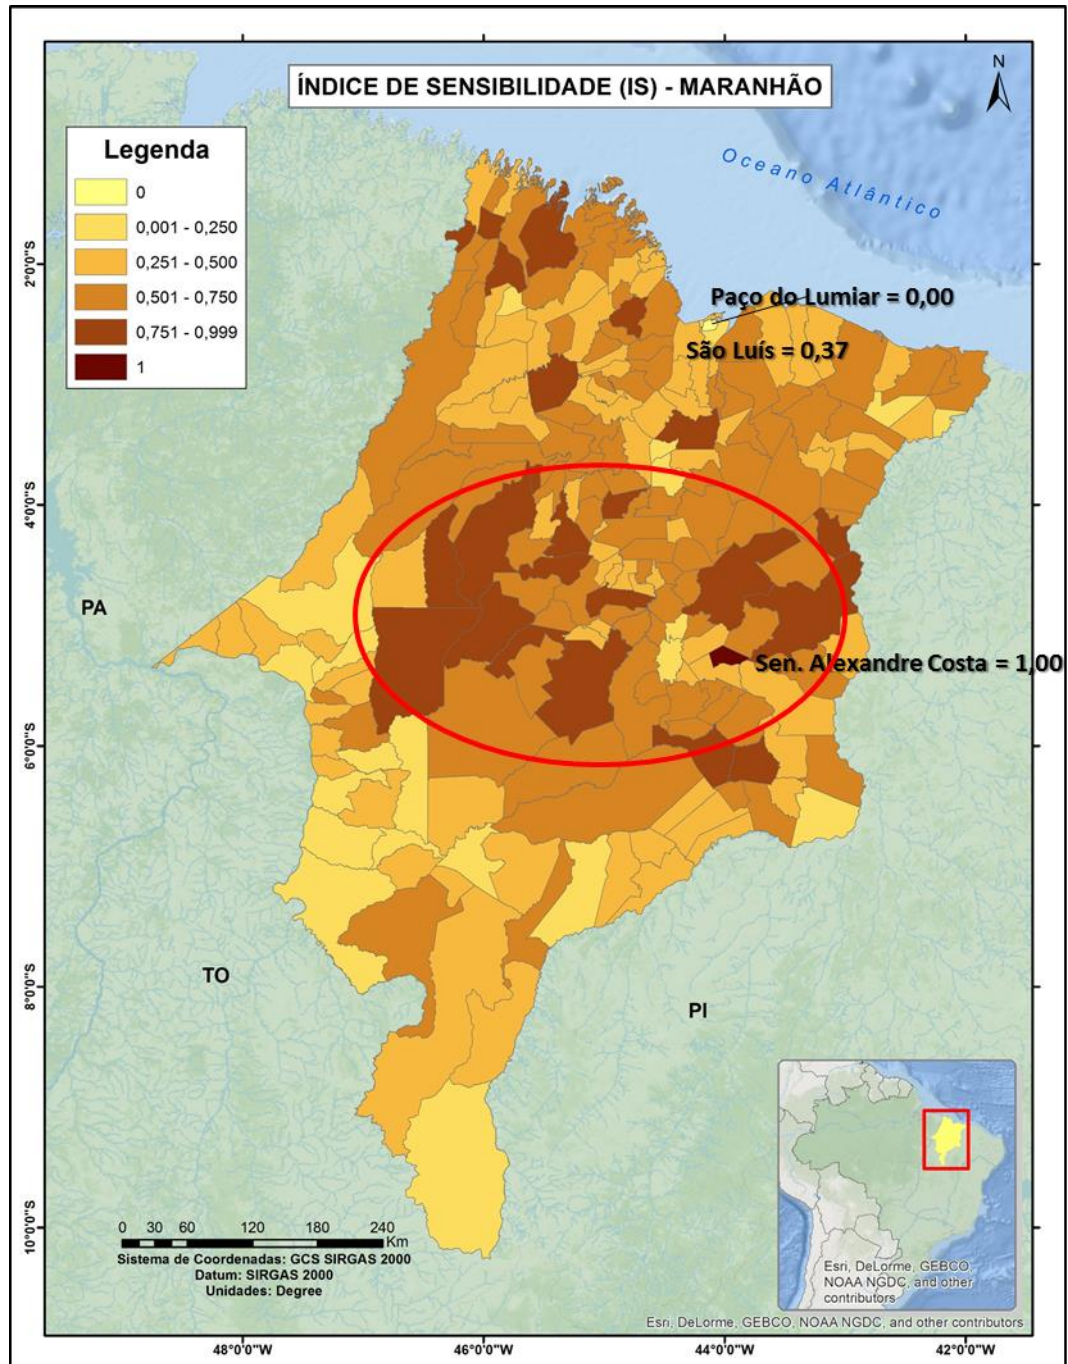 ÍNDICE DE SENSIBILIDADE (IS) - MARANHÃO
N
Legenda
0
0,001 - 0,250
0,251 - 0,500
0,501 - 0,750
0,751 - 0,999
1
Oceano Atlântico
Paço do Lumiar = 0,00
São Luís = 0,37
Sen. Alexandre Costa = 1,00
PA
TO
PI
2°0'0"S
4°0'0"S
6°0'0"S
8°0'0"S
10°0'0"S
0 30 60 120 180 240
Km
Sistema de Coordenadas: GCS SIRGAS 2000
Datum: SIRGAS 2000
Unidades: Degree
Esri, DeLorme, GEBCO,
NOAA NGDC, and other
contributors
Esri, DeLorme, GEBCO, NOAA NGDC, and other contributors
48°0'0"W 46°0'0"W 44°0'0"W 42°0'0"W